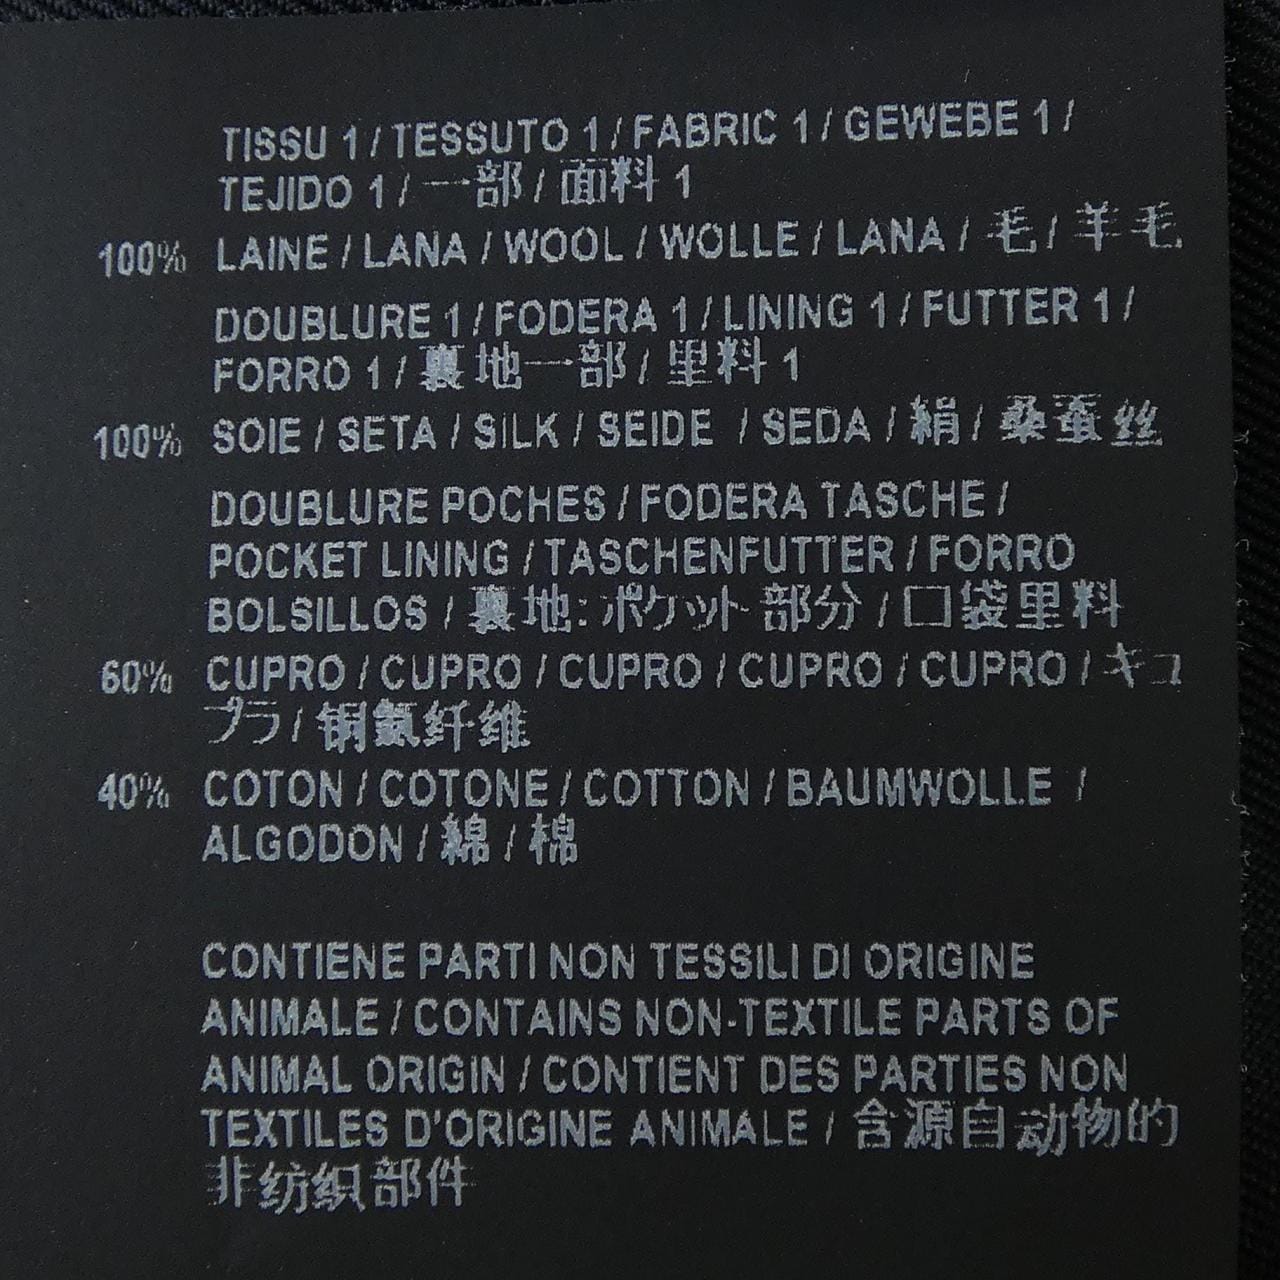 TISSU 1 / TESSUTO 1 / FABRIC 1 / GEWEBE 1 /
TEJIDO 1 / 一部 / 面料 1
100% LAINE / LANA / WOOL / WOLLE / LANA / 毛 / 羊毛
DOUBLURE 1 / FODERA 1 / LINING 1 / FUTTER 1 /
FORRO 1 / 裏地一部 / 里料 1
100% SOIE / SETA / SILK / SEIDE / SEDA / 絹 / 桑蚕丝
DOUBLURE POCHES / FODERA TASCHE /
POCKET LINING / TASCHENFUTTER / FORRO
BOLSILLOS / 裏地:ポケット部分 / 口袋里料
60% CUPRO / CUPRO / CUPRO / CUPRO / CUPRO / キュ
プラ / 铜氨纤维
40% COTON / COTONE / COTTON / BAUMWOLLE /
ALGODON / 綿 / 棉
CONTIENE PARTI NON TESSILI DI ORIGINE
ANIMALE / CONTAINS NON-TEXTILE PARTS OF
ANIMAL ORIGIN / CONTIENT DES PARTIES NON
TEXTILES D'ORIGINE ANIMALE / 含源自动物的
非纺织部件